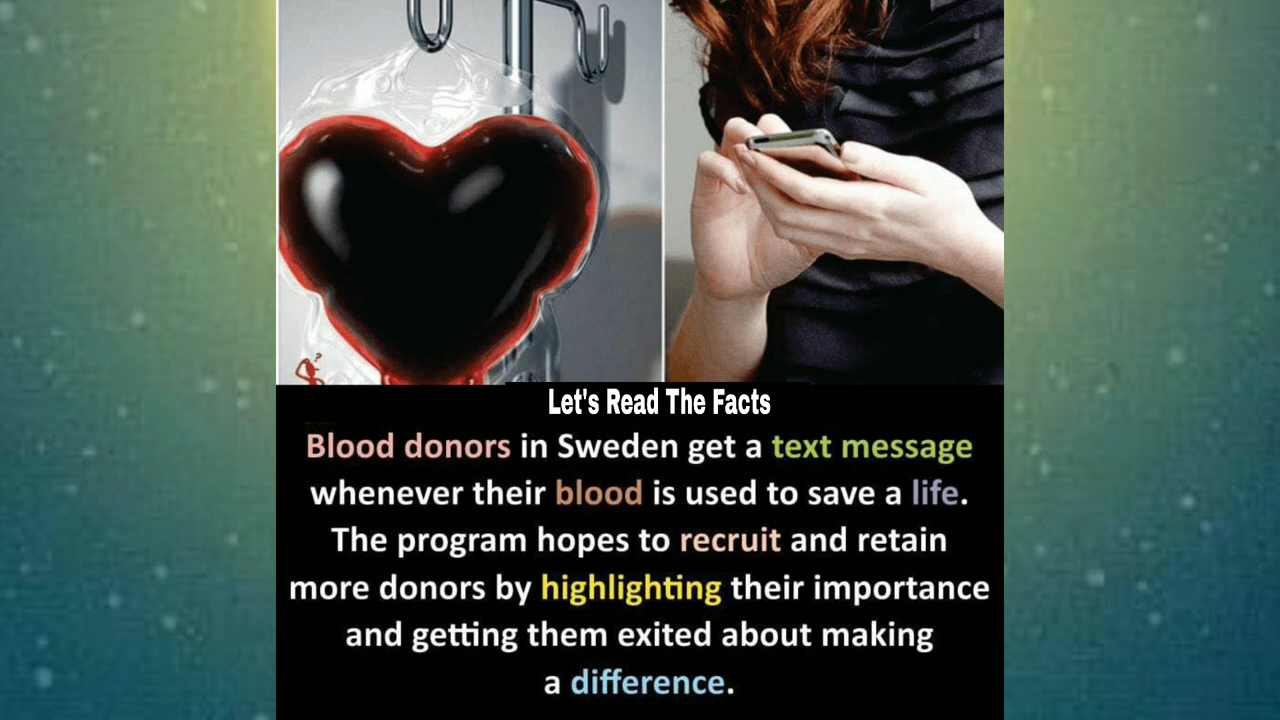 Let's Read The Facts
Blood donors in Sweden get a text message
whenever their blood is used to save a life.
The program hopes to recruit and retain
more donors by highlighting their importance
and getting them exited about making
a difference.